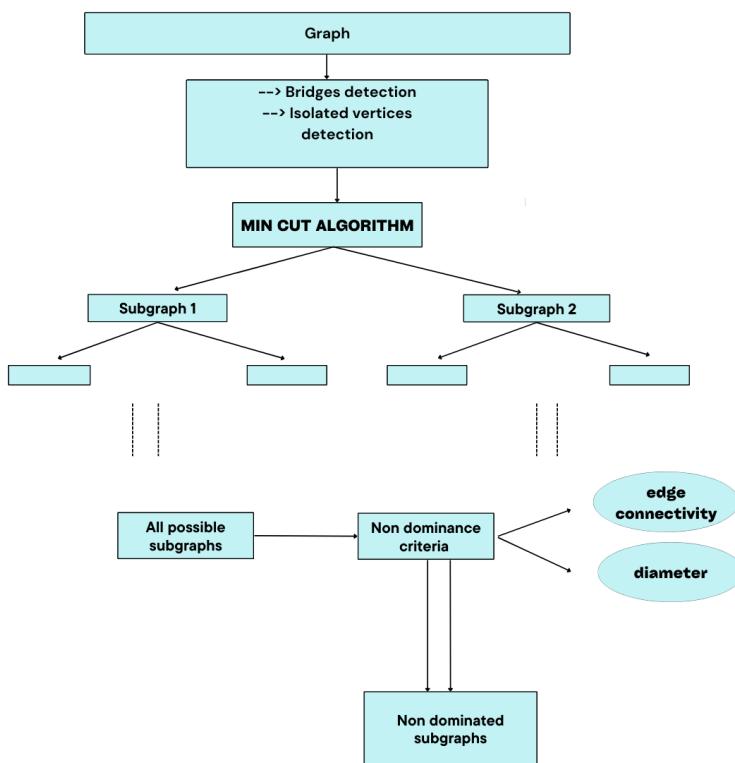 Graph
--> Bridges detection
--> Isolated vertices
detection
MIN CUT ALGORITHM
Subgraph 1
Subgraph 2
All possible
subgraphs
Non dominance
criteria
edge
connectivity
diameter
Non dominated
subgraphs